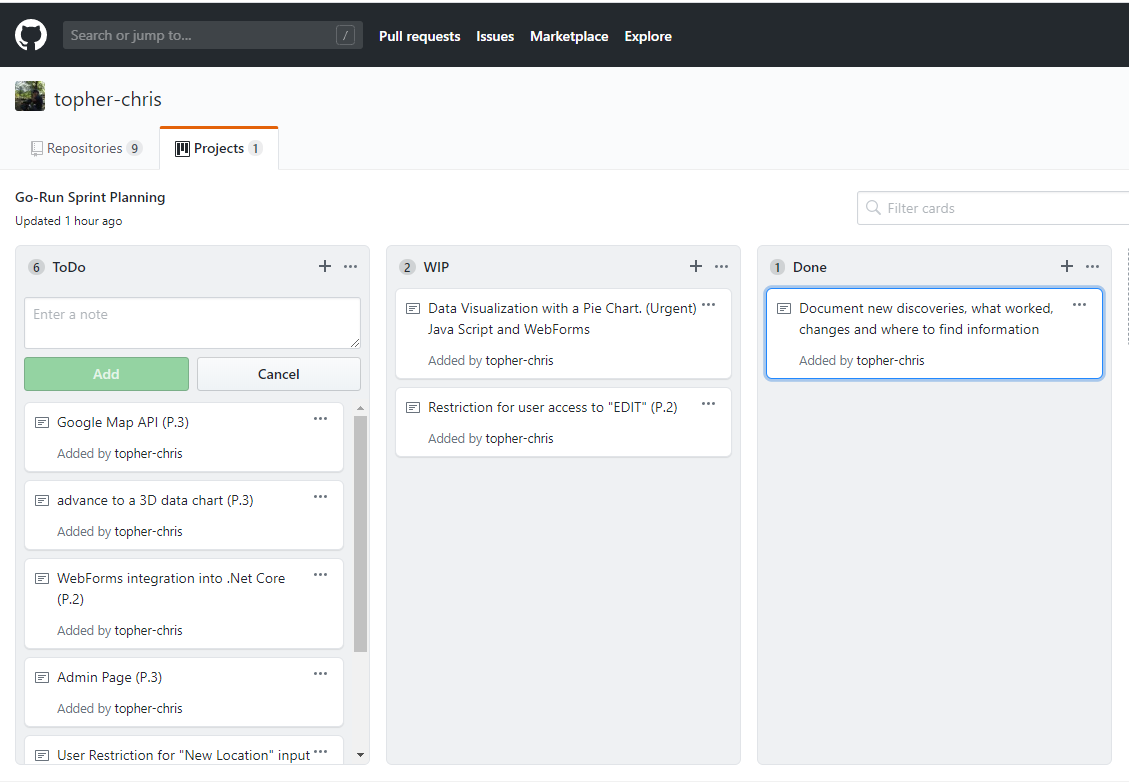 Search or jump to... /
Pull requests Issues Marketplace Explore
topher-chris
Repositories 9
Projects 1
Go-Run Sprint Planning
Updated 1 hour ago
Filter cards
6 ToDo
Enter a note
Add
Cancel
Google Map API (P.3)
Added by topher-chris
advance to a 3D data chart (P.3)
Added by topher-chris
WebForms integration into .Net Core
(P.2)
Added by topher-chris
Admin Page (P.3)
Added by topher-chris
User Restriction for "New Location" input
2 WIP
Data Visualization with a Pie Chart. (Urgent)
Java Script and WebForms
Added by topher-chris
Restriction for user access to "EDIT" (P.2)
Added by topher-chris
1 Done
Document new discoveries, what worked,
changes and where to find information
Added by topher-chris